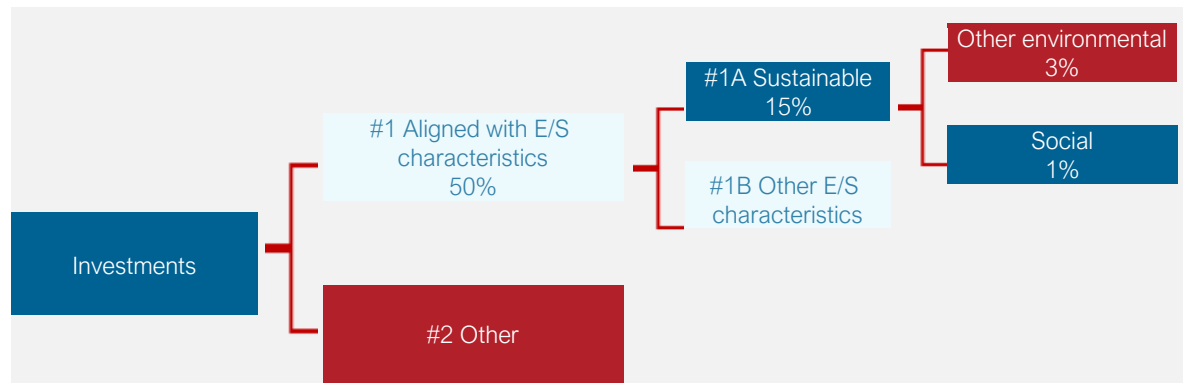 Investments
#1 Aligned with E/S
characteristics
50%
#2 Other
#1A Sustainable
15%
#1B Other E/S
characteristics
Other environmental
3%
Social
1%